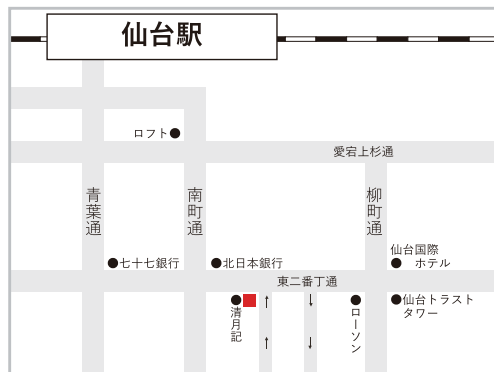 仙台駅
ロフト
愛宕上杉通
青葉通
南町通
柳町通
仙台国際
ホテル
七十七銀行
北日本銀行
東二番丁通
清月記
ローソン
仙台トラスト
タワー